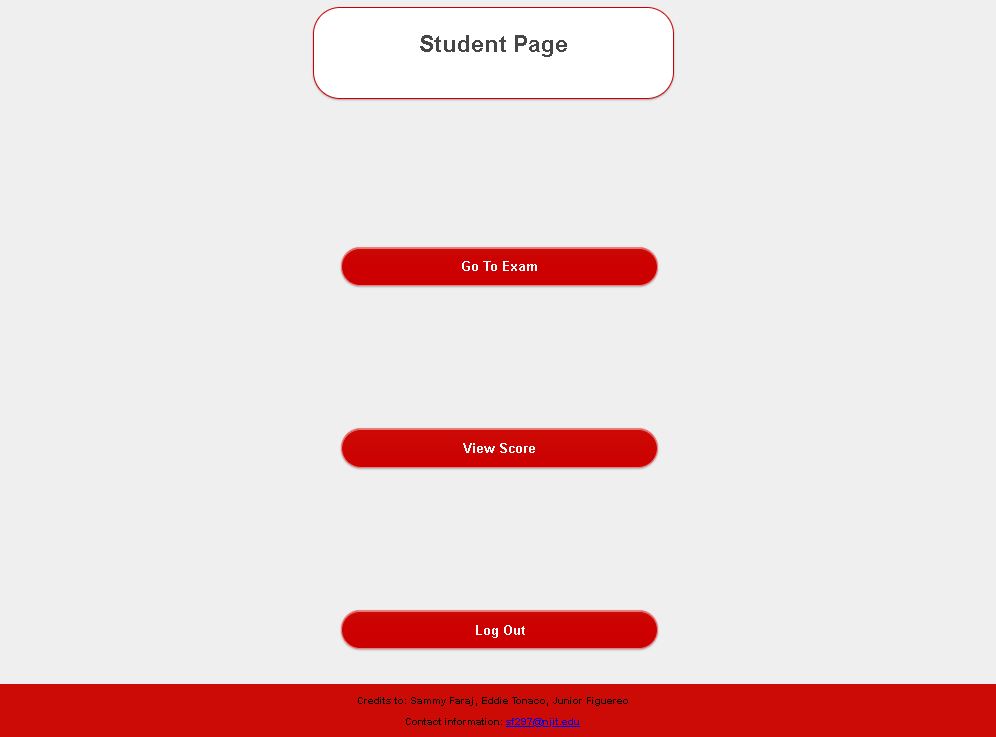 Student Page
Go To Exam
View Score
Log Out
Credits to: Sammy Faraj, Eddie Tonaco, Junior Figuereo
Contact information: sf297@njit.edu